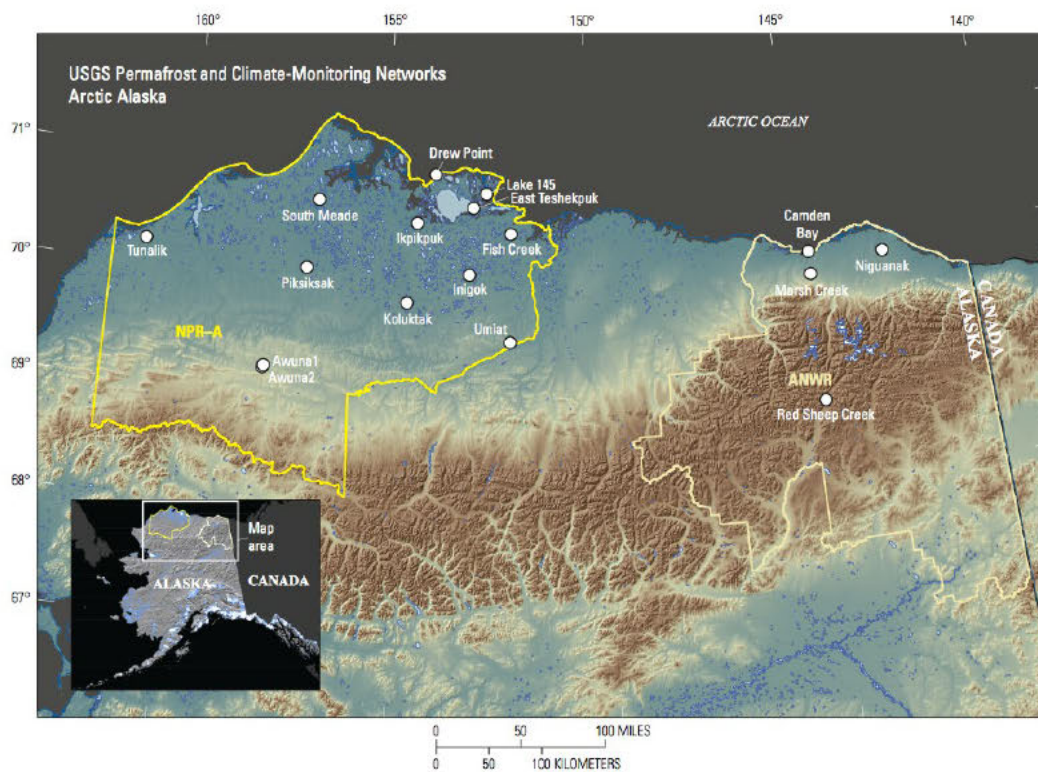 160°
155°
150°
145°
140°
USGS Permafrost and Climate-Monitoring Networks
Arctic Alaska
71°
ARCTIC OCEAN
Drew Point
Lake 145
East Teshekpuk
South Meade
Ikpikpuk
Fish Creek
Camden
Bay
70°
Tunalik
Niguanak
Piksiksak
Inigok
Marsh Creek
Koluktak
NPR–A
Umiat
CANADA
ALASKA
69°
Awuna1
Awuna2
ANWR
Red Sheep Creek
68°
Map
area
ALASKA
CANADA
67°
0 50 100 MILES
0 50 100 KILOMETERS